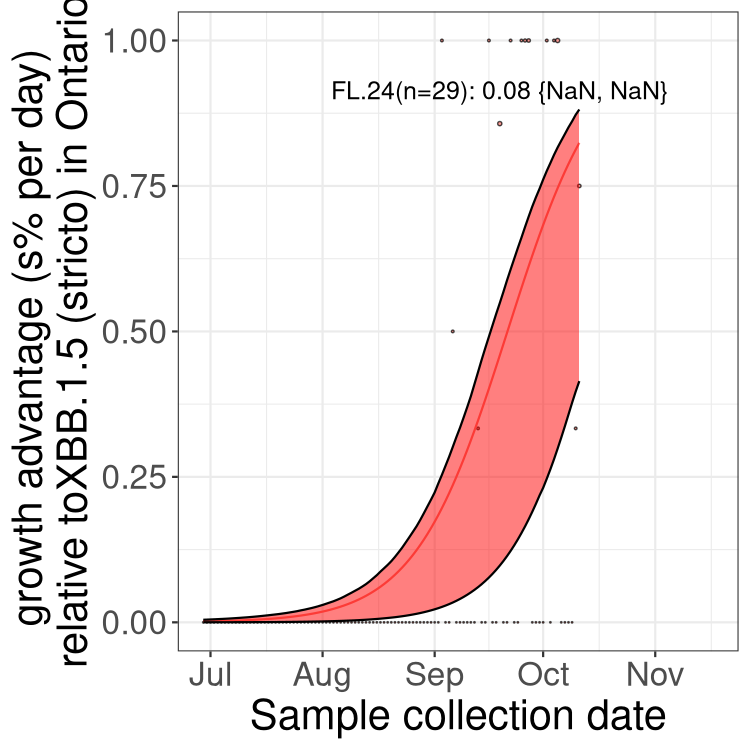 growth advantage (s% per day)
relative toXBB.1.5 (stricto) in Ontario
1.00
0.75
0.50
0.25
0.00
FL.24(n=29): 0.08 {NaN, NaN}
Jul Aug Sep Oct Nov
Sample collection date